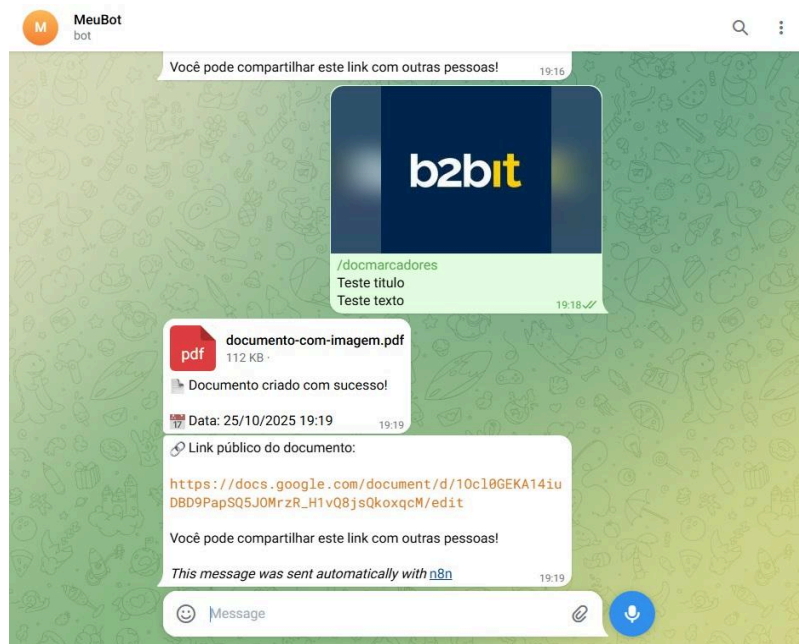 M
MeuBot
bot
Você pode compartilhar este link com outras pessoas!
19:16
b2bit
/docmarcadores
Teste titulo
Teste texto
19:18
pdf
documento-com-imagem.pdf
112 KB ·
Documento criado com sucesso!
17
Data: 25/10/2025 19:19
19:19
Link público do documento:
https://docs.google.com/document/d/1Ocl0GEKA14iu
DBD9PapSQ5JOMrzR_H1vQ8jsQkoxqcM/edit
Você pode compartilhar este link com outras pessoas!
This message was sent automatically with n8n
19:19
Message